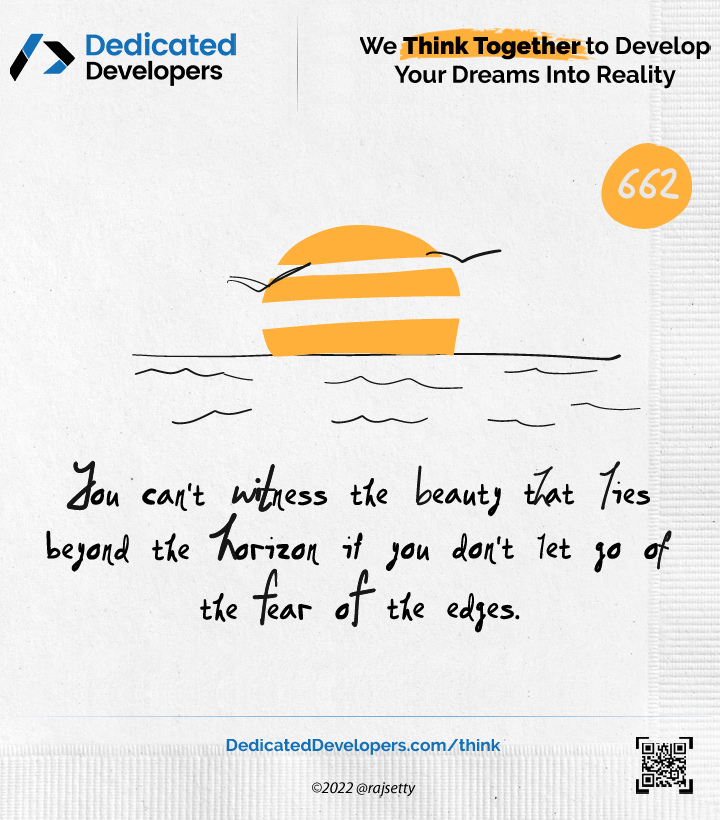 Dedicated
Developers
We Think Together to Develop
Your Dreams Into Reality
662
You can't witness the beauty that lies
beyond the horizon if you don't let go of
the fear of the edges.
DedicatedDevelopers.com/think
©2022 @rajsetty